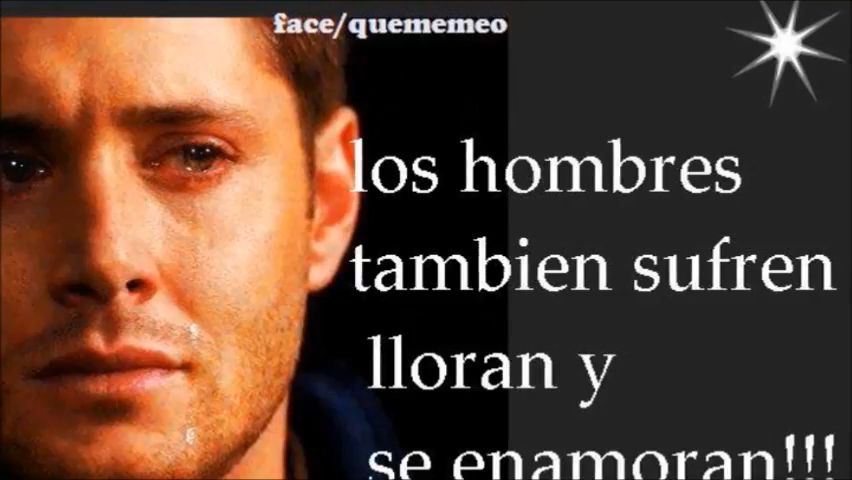 face/quememeo
los hombres
tambien sufren
lloran y
se enamoran!!!